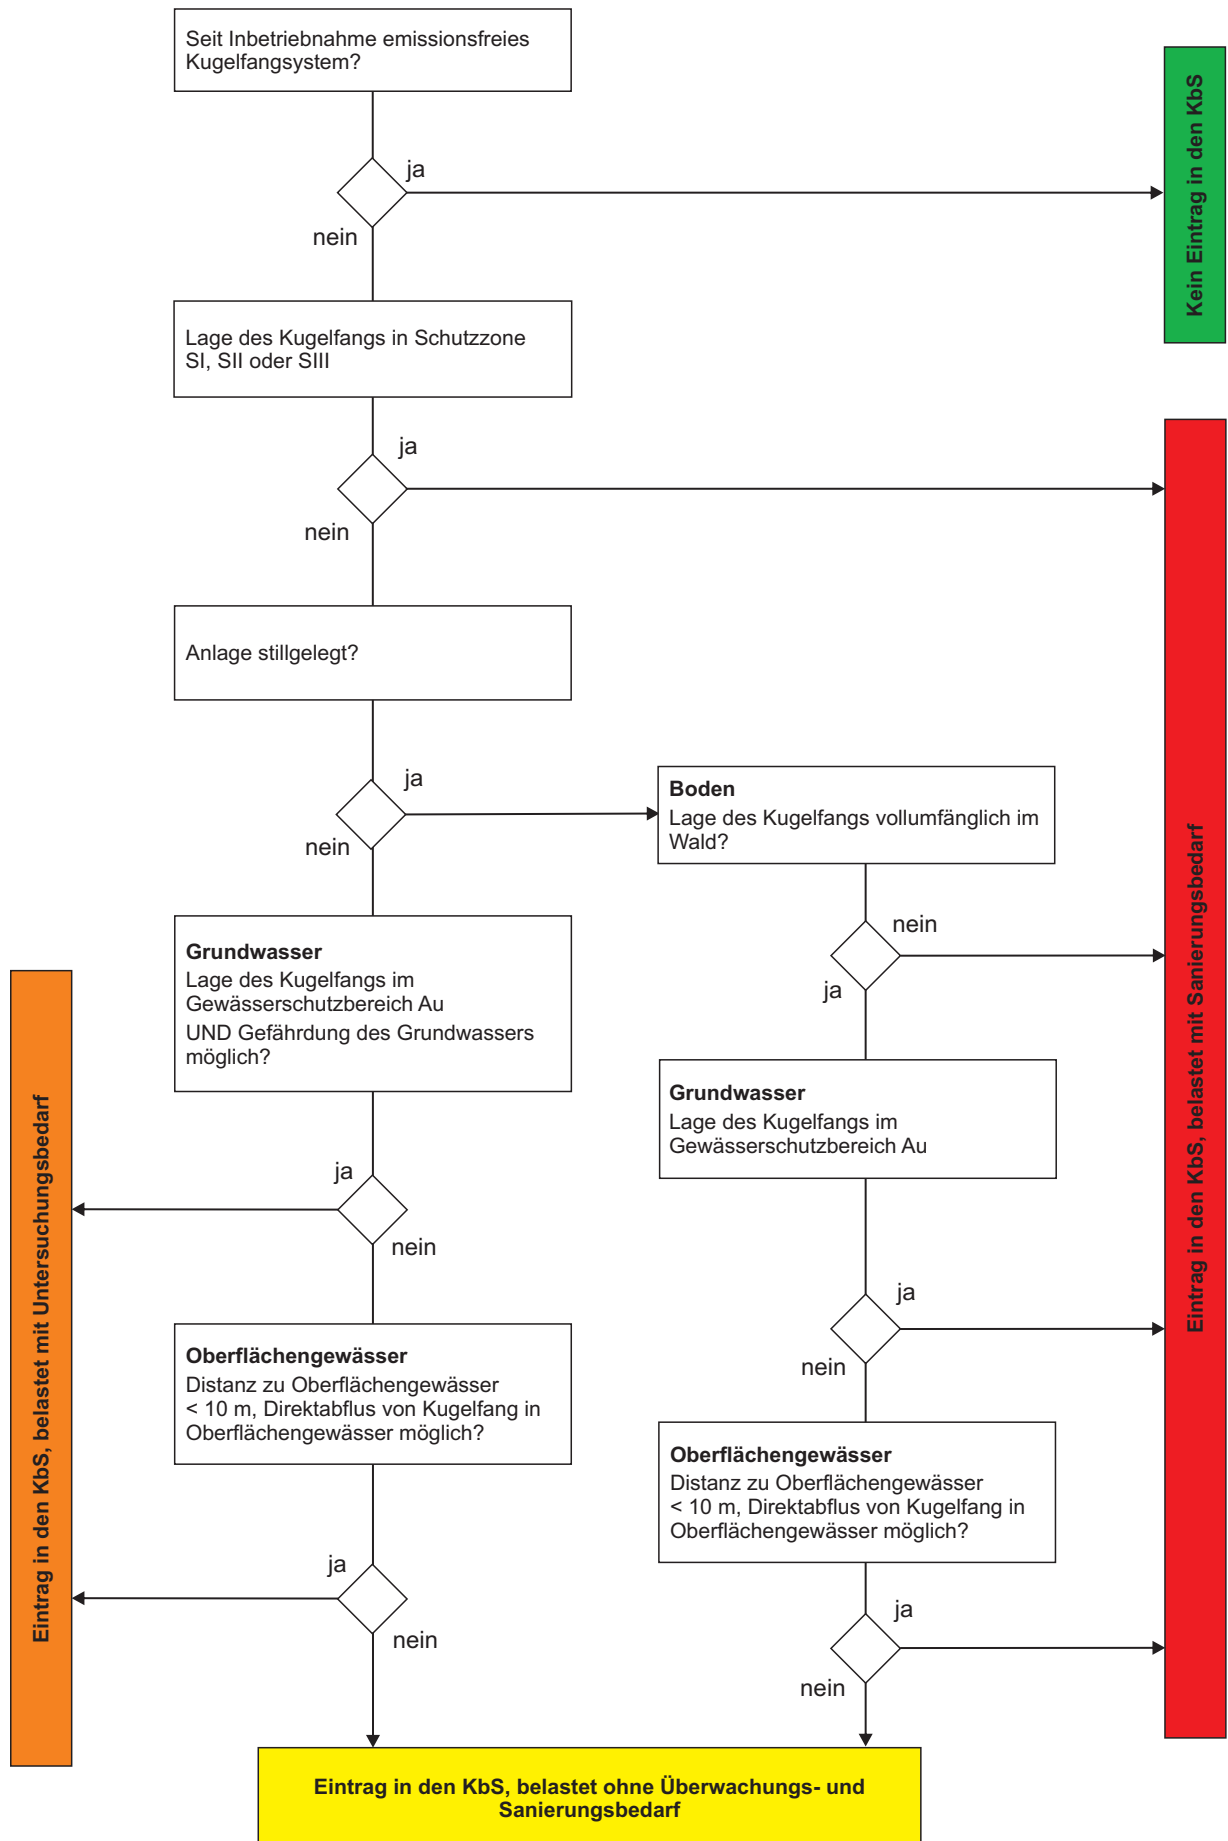 Seit Inbetriebnahme emissionsfreies
Kugelfangsystem?
ja
nein
Kein Eintrag in den KbS
Lage des Kugelfangs in Schutzzone
SI, SII oder SIII
ja
nein
Eintrag in den KbS, belastet mit Sanierungsbedarf
Anlage stillgelegt?
ja
nein
Boden
Lage des Kugelfangs vollumfänglich im
Wald?
nein
ja
Grundwasser
Lage des Kugelfangs im
Gewässerschutzbereich Au
UND Gefährdung des Grundwassers
möglich?
ja
nein
Eintrag in den KbS, belastet mit Untersuchungsbedarf
Grundwasser
Lage des Kugelfangs im
Gewässerschutzbereich Au
ja
nein
Oberflächengewässer
Distanz zu Oberflächengewässer
< 10 m, Direktabflus von Kugelfang in
Oberflächengewässer möglich?
ja
nein
Oberflächengewässer
Distanz zu Oberflächengewässer
< 10 m, Direktabflus von Kugelfang in
Oberflächengewässer möglich?
ja
nein
Eintrag in den KbS, belastet ohne Überwachungs- und
Sanierungsbedarf